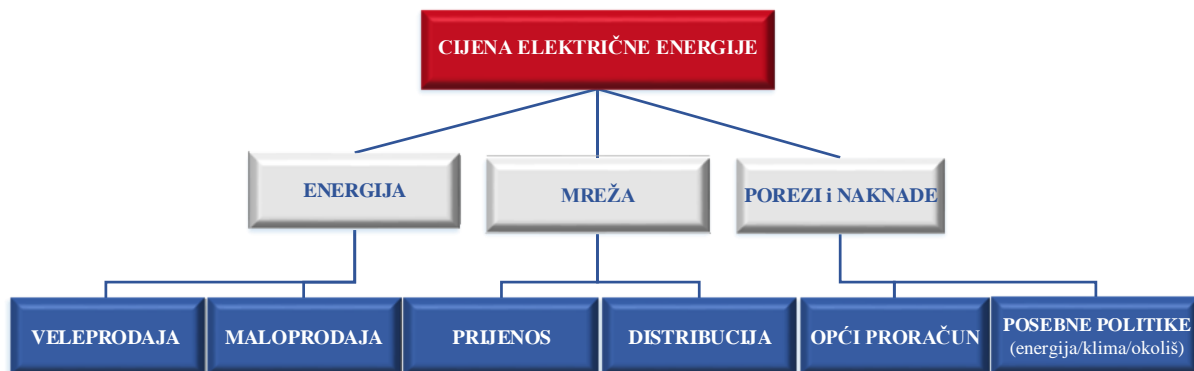 CIJENA ELEKTRIČNE ENERGIJE
ENERGIJA
MREŽA
POREZI i NAKNADE
VELEPRODAJA
MALOPRODAJA
PRIJENOS
DISTRIBUCIJA
OPĆI PRORAČUN
POSEBNE POLITIKE
(energija/klima/okoliš)